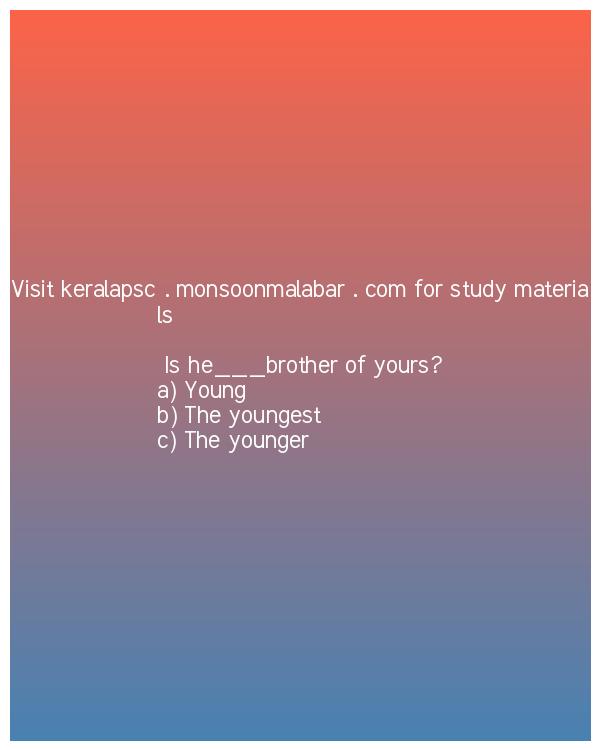 Visit keralapsc . monsoonmalabar . com for study materia
ls
Is he___brother of yours?
a) Young
b) The youngest
c) The younger